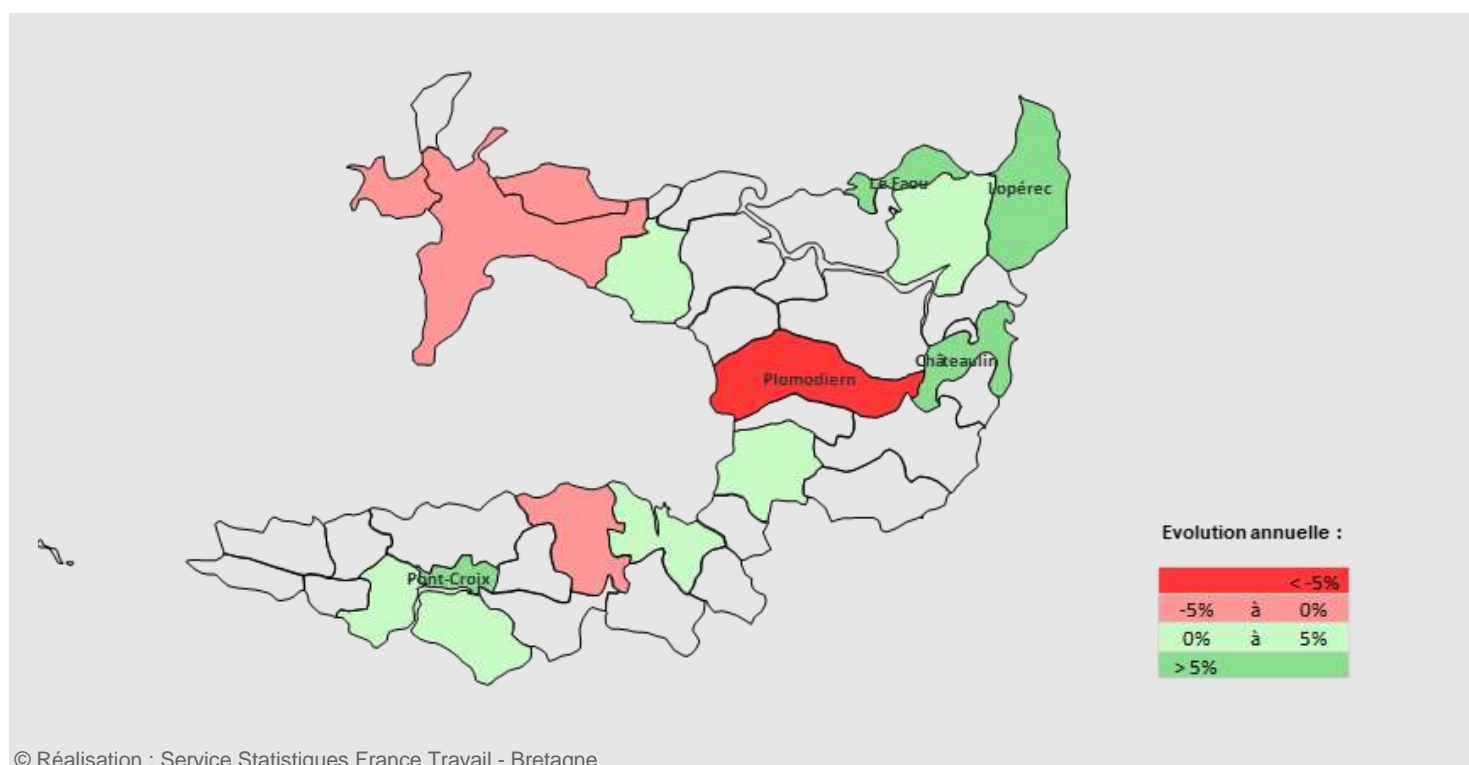 Le Faou
Lopérec
Châteaulin
Plomodiern
Pont-Croix
Evolution annuelle :
< -5%
-5% à 0%
0% à 5%
> 5%
© Réalisation : Service Statistiques France Travail - Bretagne